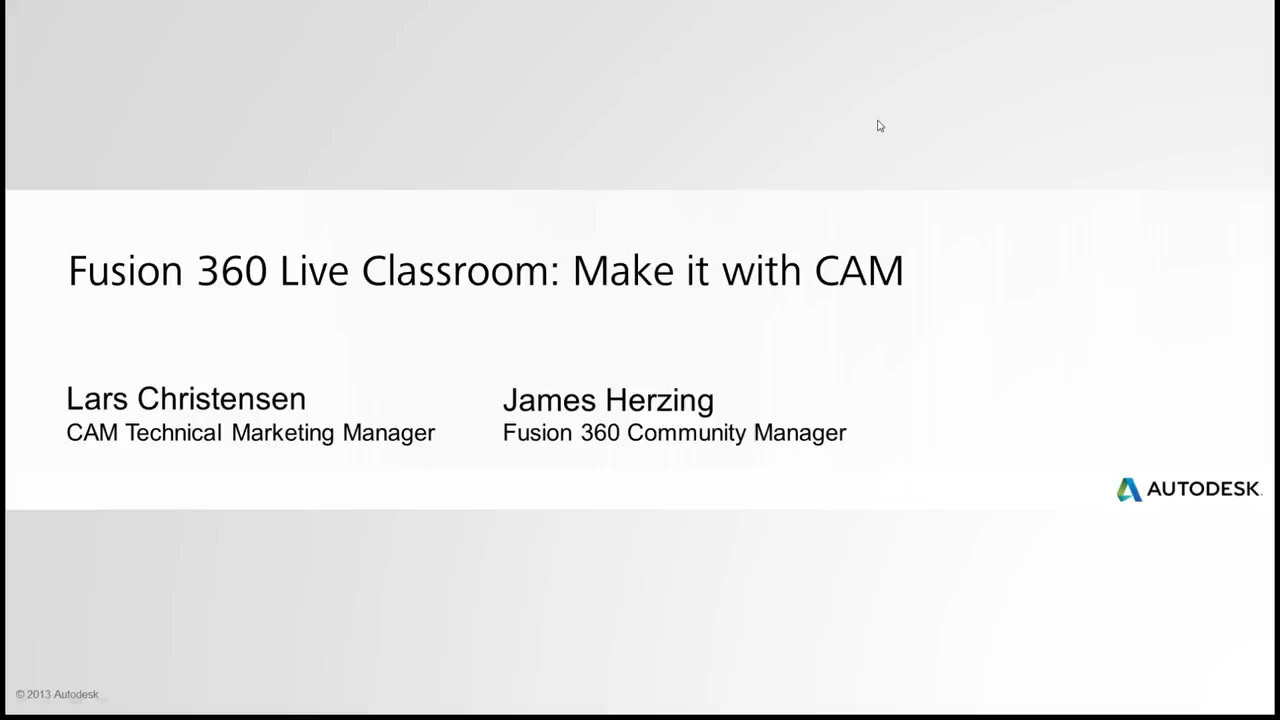 Fusion 360 Live Classroom: Make it with CAM
Lars Christensen
CAM Technical Marketing Manager
James Herzing
Fusion 360 Community Manager
AUTODESK.
© 2013 Autodesk